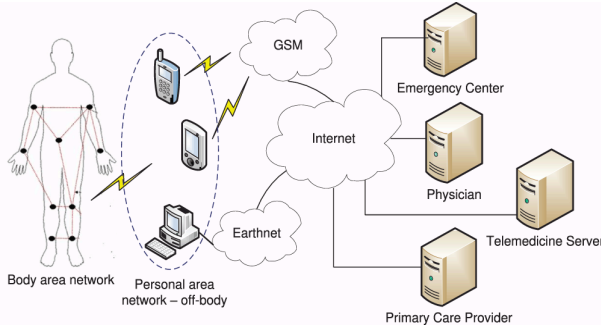 GSM
Emergency Center
Internet
Physician
Earthnet
Telemedicine Server
Body area network
Personal area
network – off-body
Primary Care Provider